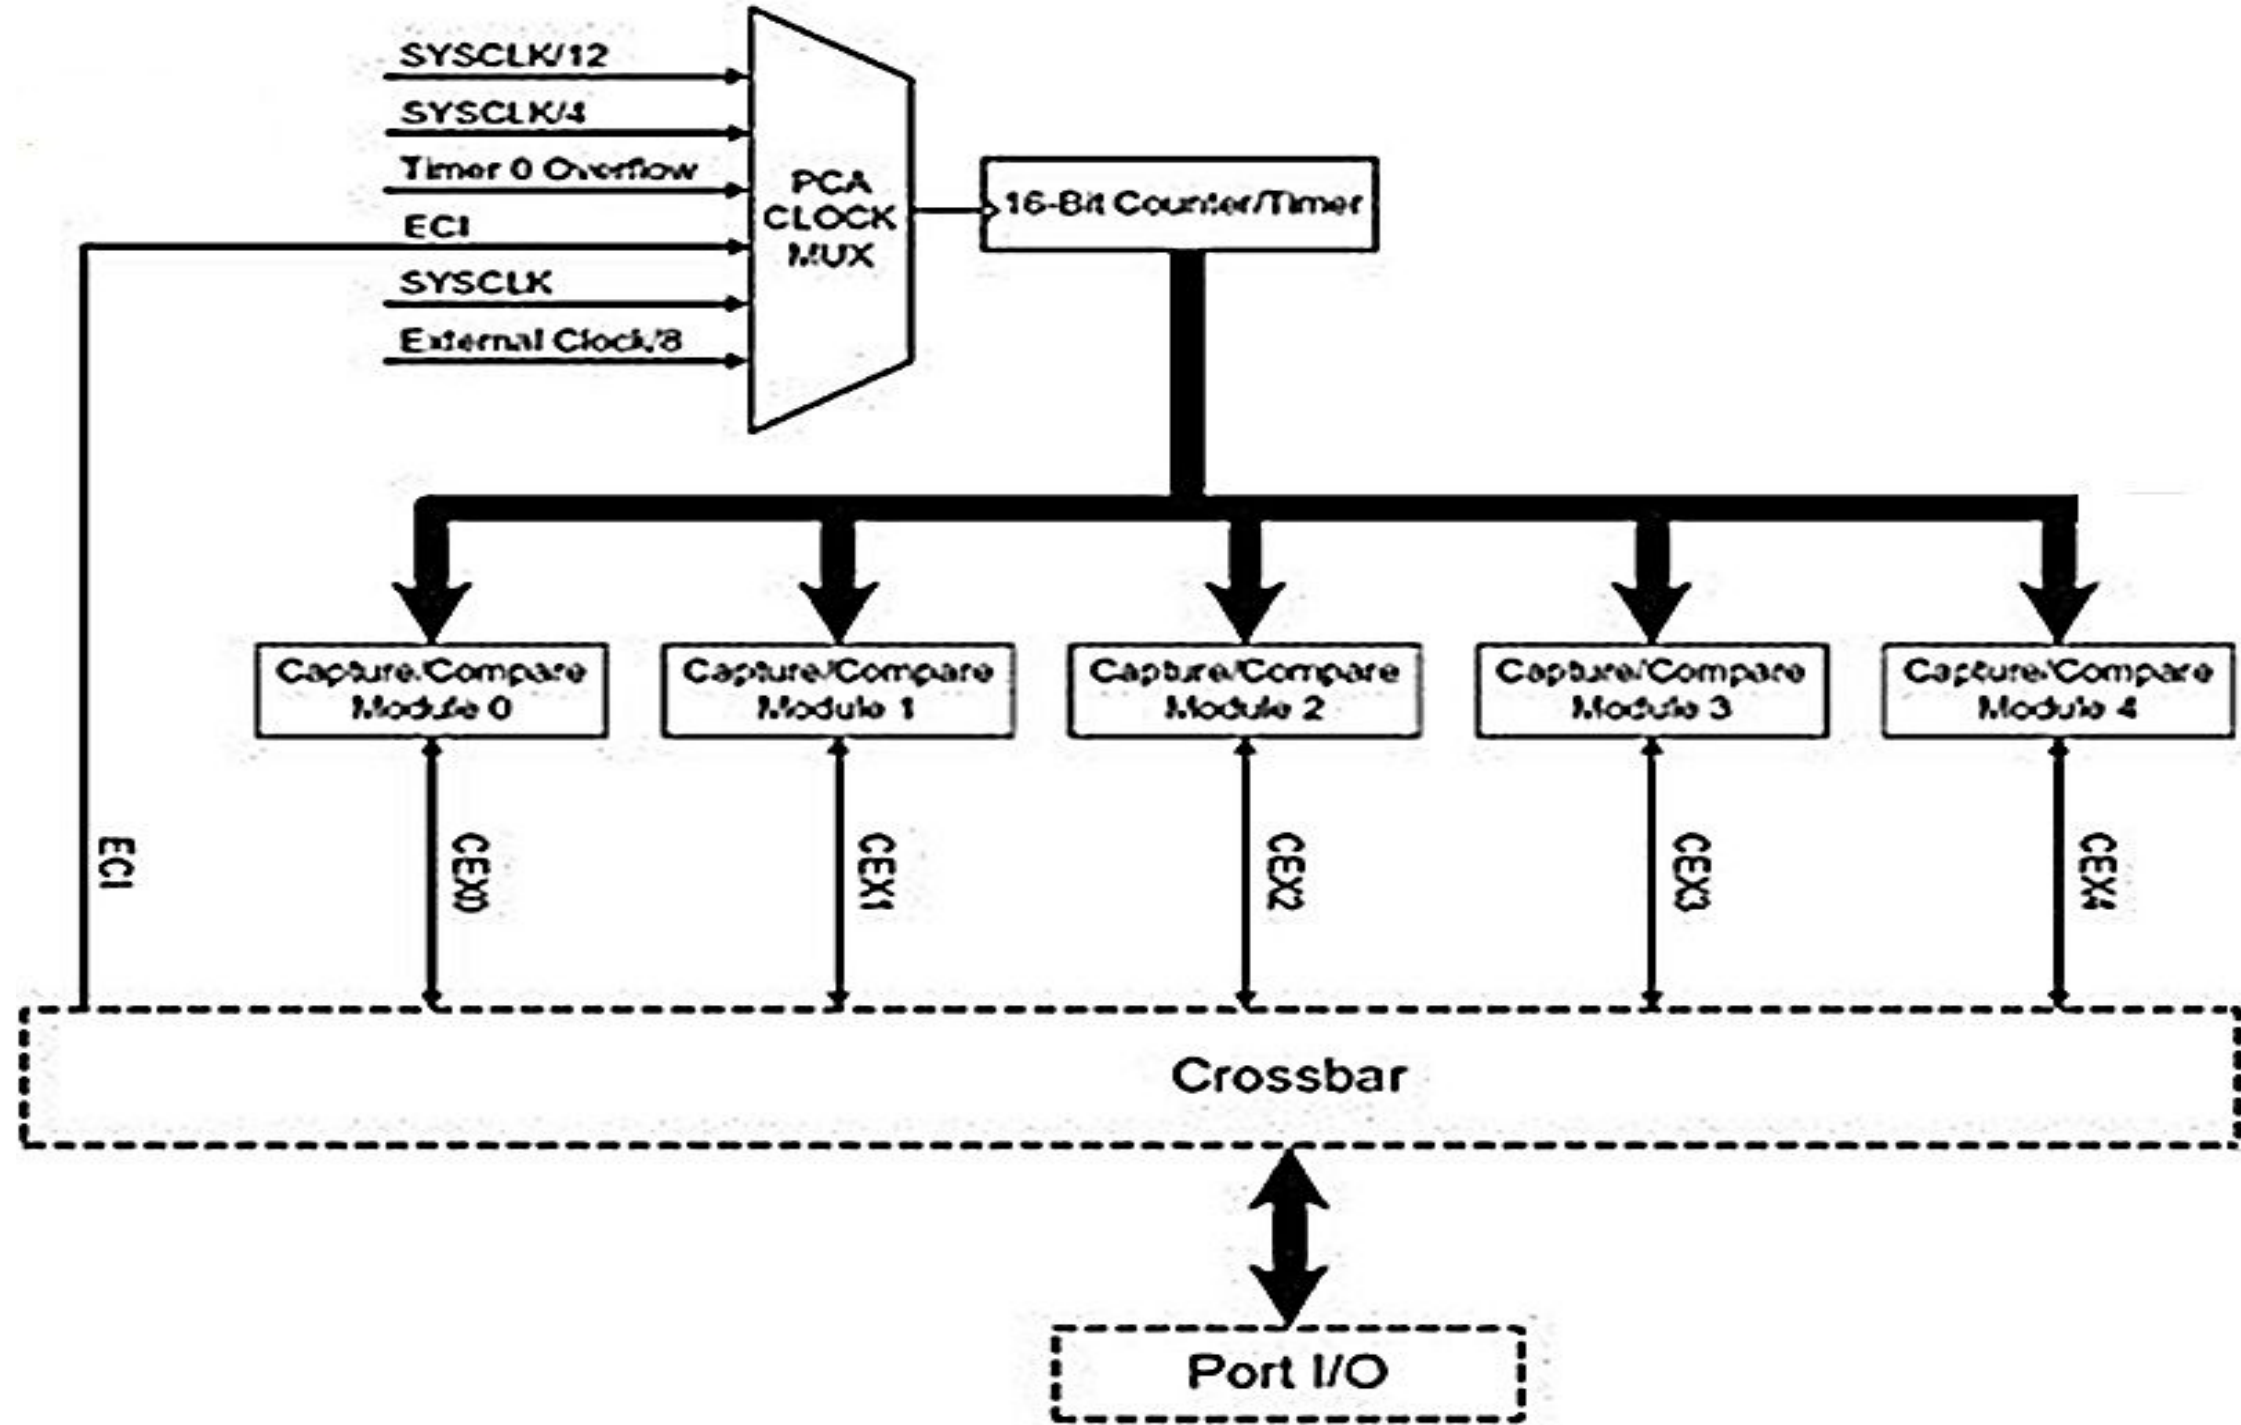 SYSCLK/12
SYSCLK/4
Timer 0 Overflow
ECI
SYSCLK
External Clock/8
PCA
CLOCK
MUX
16-Bit Counter/Timer
Capture/Compare
Module 0
Capture/Compare
Module 1
Capture/Compare
Module 2
Capture/Compare
Module 3
Capture/Compare
Module 4
ECI
CEX0
CEX1
CEX2
CEX3
CEX4
Crossbar
Port I/O